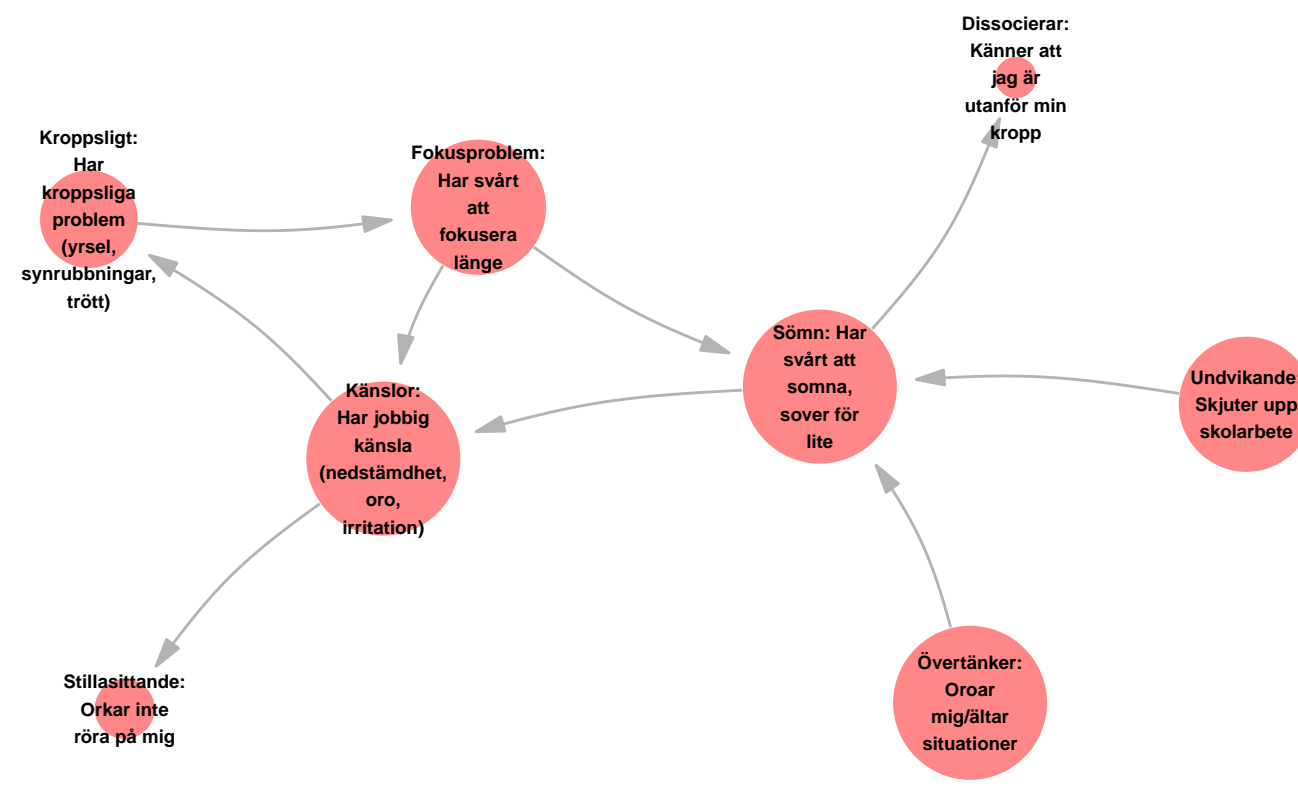 Dissocierar:
Känner att
jag är
utanför min
kropp
Kroppsligt:
Har
kroppsliga
problem
(yrsel,
synrubbningar,
trött)
Fokusproblem:
Har svårt
att
fokusera
länge
Sömn: Har
svårt att
somna,
sover för
lite
Undvikande:
Skjuter upp
skolarbete
Känslor:
Har jobbig
känsla
(nedstämdhet,
oro,
irritation)
Stillasittande:
Orkar inte
röra på mig
Övertänker:
Oroar
mig/ältar
situationer